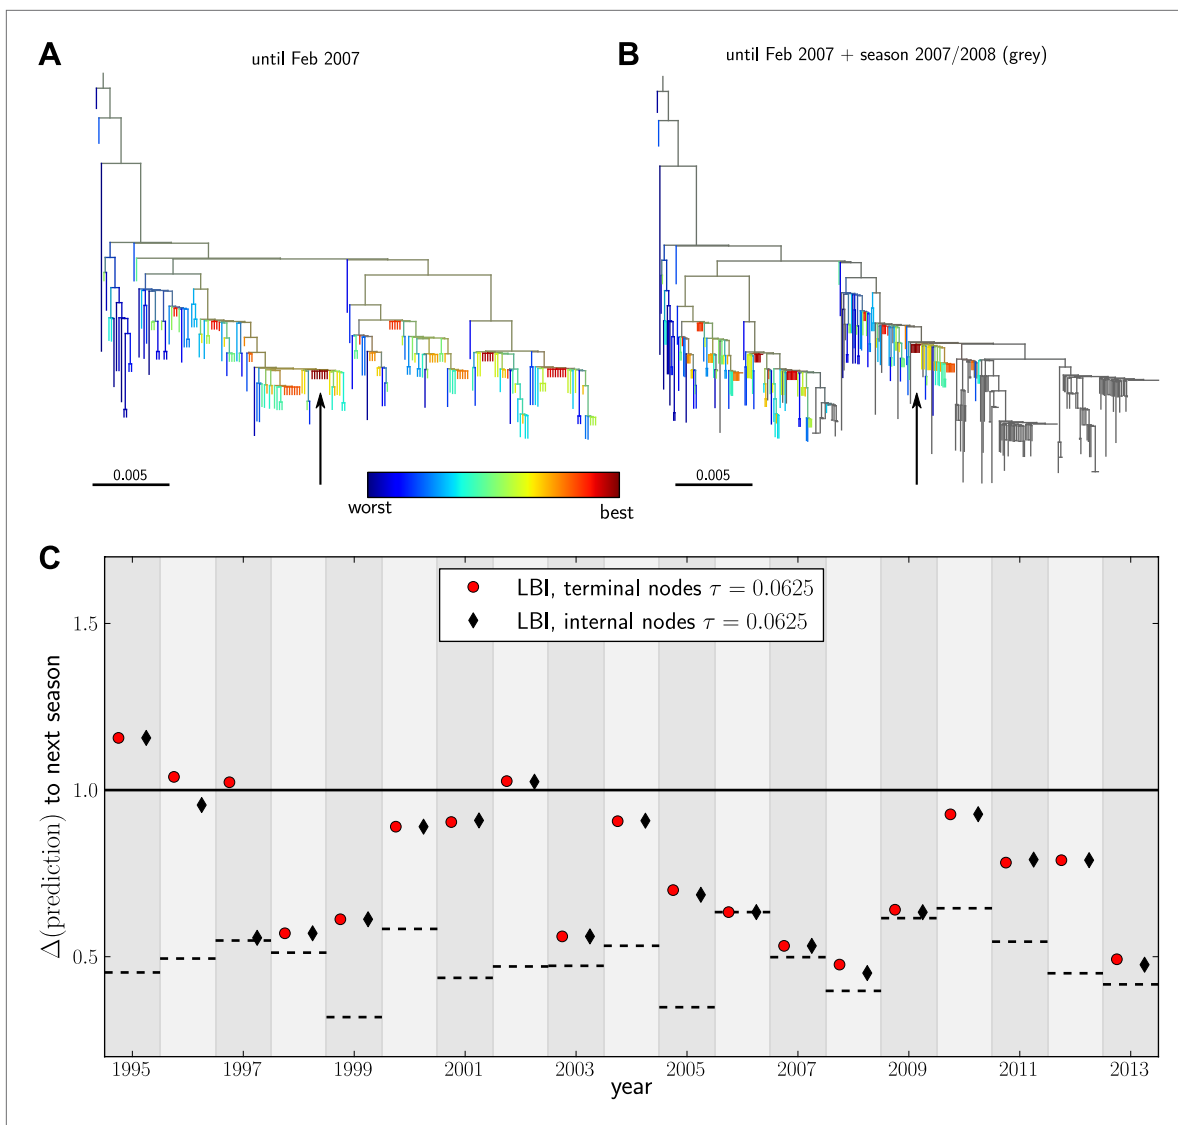 A
until Feb 2007
B
until Feb 2007 + season 2007/2008 (grey)
0.005
0.005
worst
best
C
LBI, terminal nodes τ = 0.0625
LBI, internal nodes τ = 0.0625
Δ(prediction) to next season
1.5
1.0
0.5
1995 1997 1999 2001 2003 2005 2007 2009 2011 2013
year